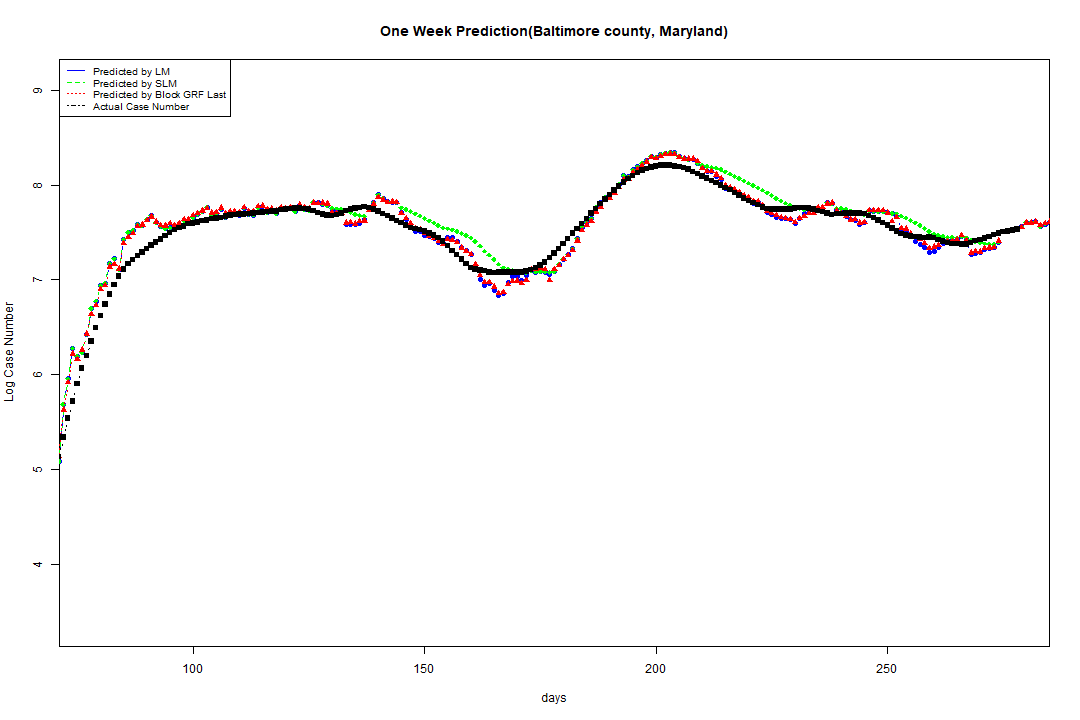 One Week Prediction(Baltimore county, Maryland)
Predicted by LM
Predicted by SLM
Predicted by Block GRF Last
Actual Case Number
9
8
7
6
5
4
Log Case Number
100 150 200 250
days